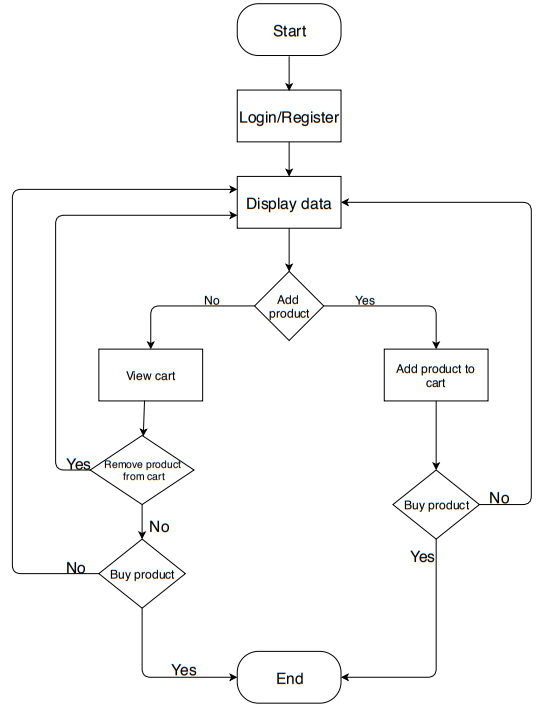 Start
Login/Register
Display data
No
Add
product
Yes
View cart
Add product to
cart
Yes
Remove product
from cart
Buy product
No
No
Yes
No
Buy product
Yes
End